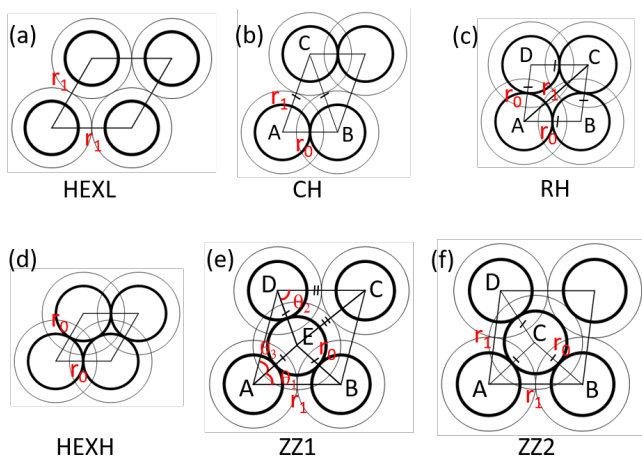 (a)
r1
r1
HEXL
(b)
C
r1
A
B
r0
CH
(c)
D
C
r0
r1
A
B
r0
RH
(d)
r0
r0
HEXH
(e)
D
θ2
C
E
θ3
r0
A
θ1
B
r1
ZZ1
(f)
D
C
r1
r0
A
B
r1
ZZ2